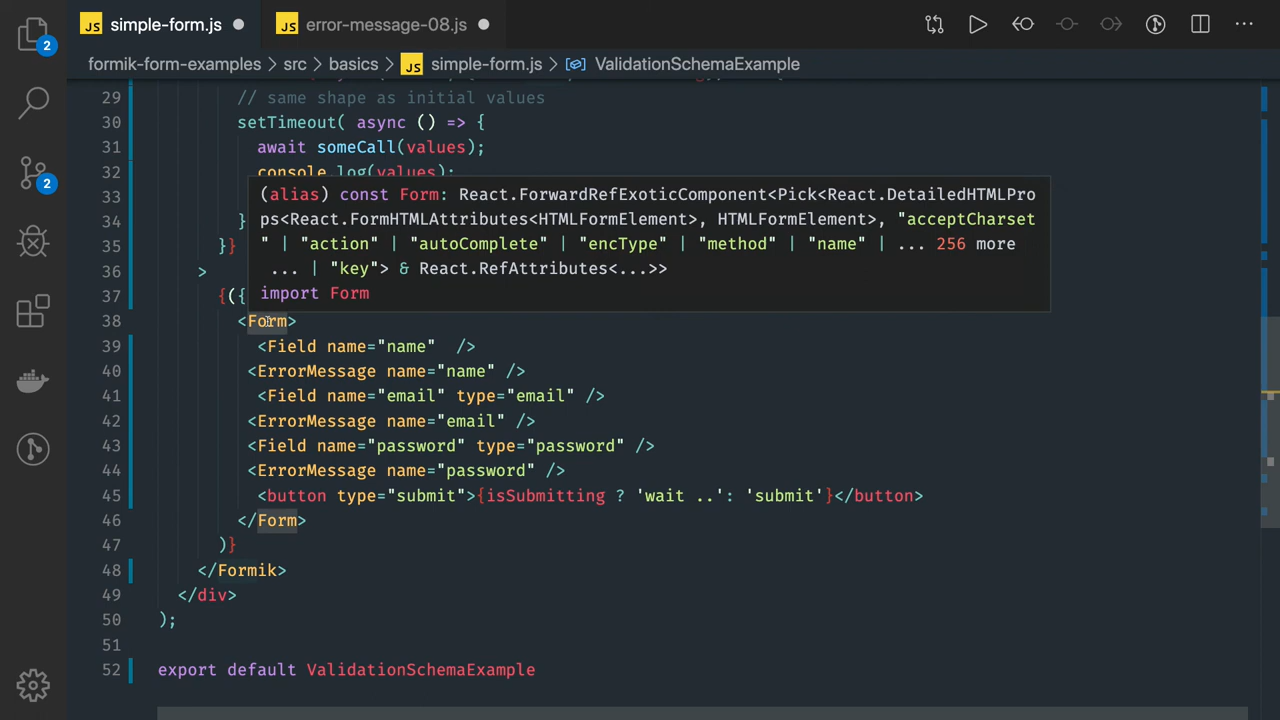 JS simple-form.js
JS error-message-08.js
formik-form-examples > src > basics > JS simple-form.js > ValidationSchemaExample
2
2
29 // same shape as initial values
30 setTimeout( async () => {
31 await someCall(values);
32 console.log(values);
33
34 }
35 }}
36 >
37 {({
(alias) const Form: React.ForwardRefExoticComponent<Pick<React.DetailedHTMLPro
ps<React.FormHTMLAttributes<HTMLFormElement>, HTMLFormElement>, "acceptCharset
" | "action" | "autoComplete" | "encType" | "method" | "name" | ... 256 more
... | "key"> & React.RefAttributes<...>>
import Form
38 <Form>
39 <Field name="name"  />
40 <ErrorMessage name="name" />
41 <Field name="email" type="email" />
42 <ErrorMessage name="email" />
43 <Field name="password" type="password" />
44 <ErrorMessage name="password" />
45 <button type="submit">{isSubmitting ? 'wait ..': 'submit'}</button>
46 </Form>
47 )}
48 </Formik>
49 </div>
50 );
51
52 export default ValidationSchemaExample